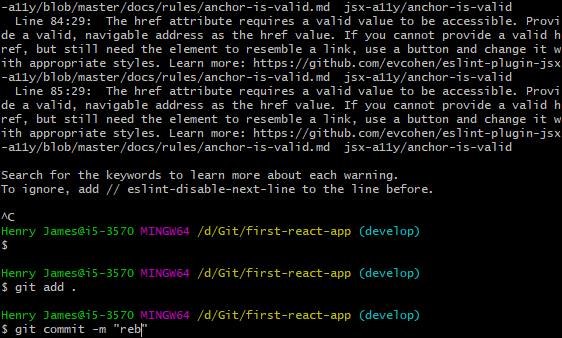 -a11y/blob/master/docs/rules/anchor-is-valid.md  jsx-a11y/anchor-is-valid
  Line 84:29:  The href attribute requires a valid value to be accessible. Provi
de a valid, navigable address as the href value. If you cannot provide a valid h
ref, but still need the element to resemble a link, use a button and change it w
ith appropriate styles. Learn more: https://github.com/evcohen/eslint-plugin-jsx
-a11y/blob/master/docs/rules/anchor-is-valid.md  jsx-a11y/anchor-is-valid
  Line 85:29:  The href attribute requires a valid value to be accessible. Provi
de a valid, navigable address as the href value. If you cannot provide a valid h
ref, but still need the element to resemble a link, use a button and change it w
ith appropriate styles. Learn more: https://github.com/evcohen/eslint-plugin-jsx
-a11y/blob/master/docs/rules/anchor-is-valid.md  jsx-a11y/anchor-is-valid

Search for the keywords to learn more about each warning.
To ignore, add // eslint-disable-next-line to the line before.

^C
Henry James@i5-3570 MINGW64 /d/Git/first-react-app (develop)
$

Henry James@i5-3570 MINGW64 /d/Git/first-react-app (develop)
$ git add .

Henry James@i5-3570 MINGW64 /d/Git/first-react-app (develop)
$ git commit -m "reb"